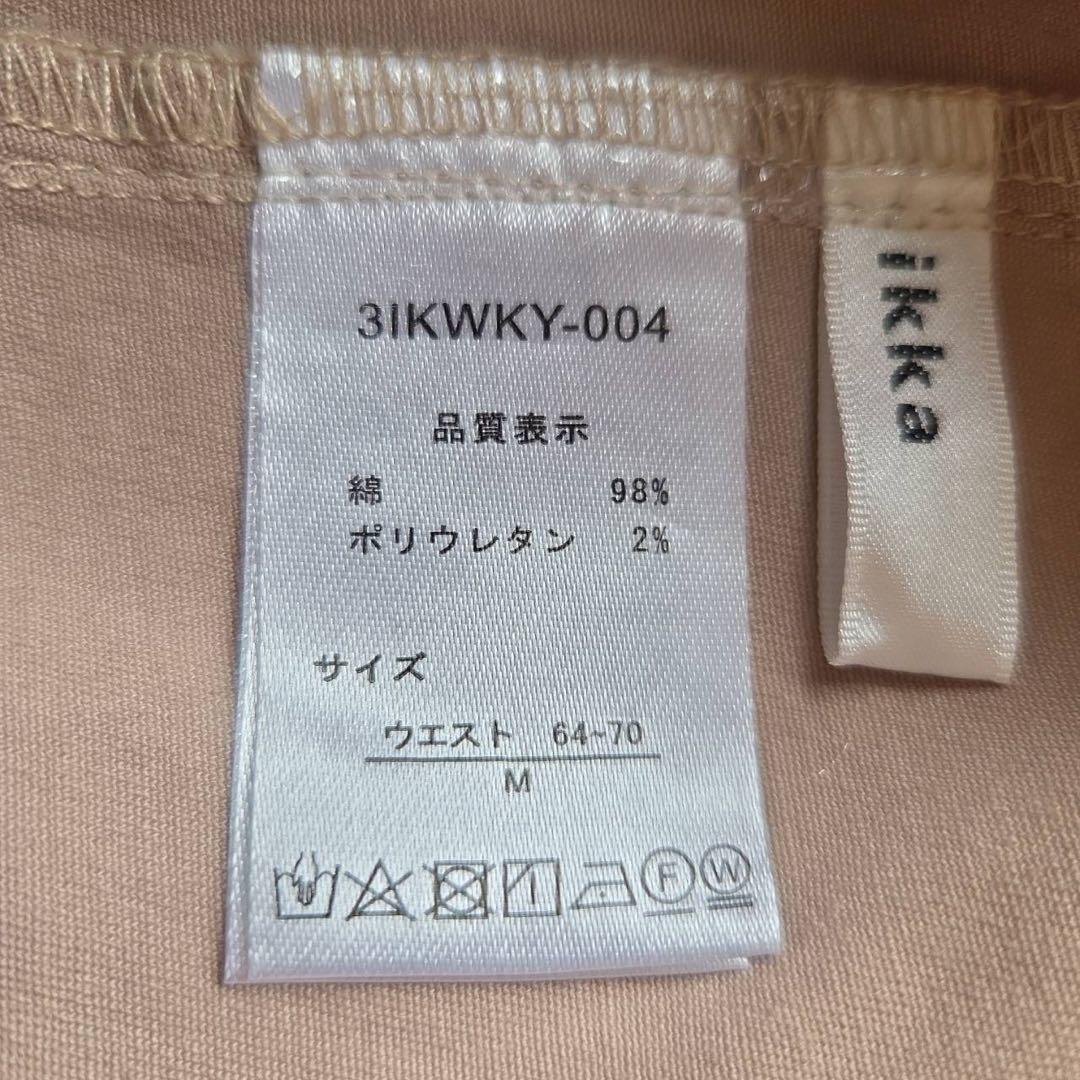 3IKWKY-004
品質表示
綿 98%
ポリウレタン 2%
サイズ
ウエスト 64~70
M
F W
ikka